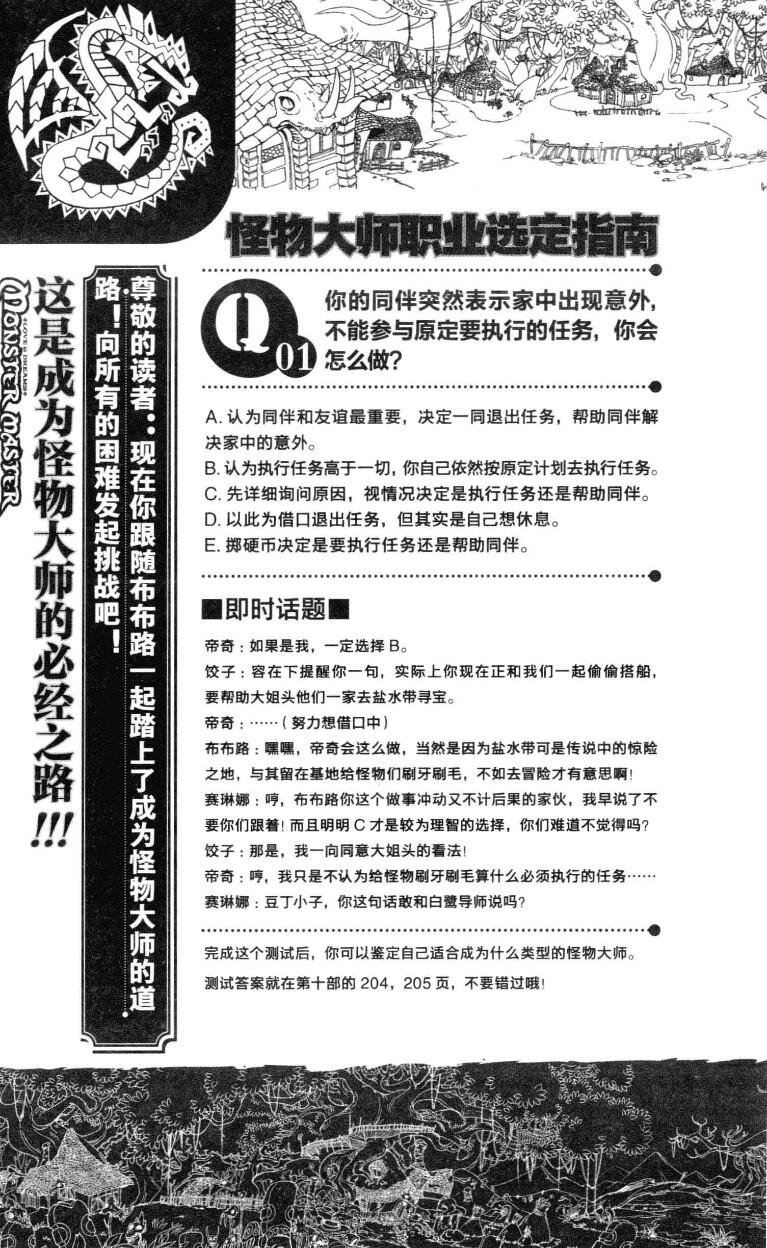 怪物大师职业选定指南
Q01
你的同伴突然表示家中出现意外,
不能参与原定要执行的任务，你会
怎么做？
A. 认为同伴和友谊最重要，决定一同退出任务，帮助同伴解
决家中的意外。
B. 认为执行任务高于一切，你自己依然按原定计划去执行任务。
C. 先详细询问原因，视情况决定是执行任务还是帮助同伴。
D. 以此为借口退出任务，但其实是自己想休息。
E. 掷硬币决定是要执行任务还是帮助同伴。
■即时话题■
帝奇：如果是我，一定选择 B。
饺子：容在下提醒你一句，实际上你现在正和我们一起偷偷搭船，
要帮助大姐头他们一家去盐水带寻宝。
帝奇：……（努力想借口中）
布布路：嘿嘿，帝奇会这么做，当然是因为盐水带可是传说中的惊险
之地，与其留在基地给怪物们刷牙刷毛，不如去冒险才有意思啊！
赛琳娜：哼，布布路你这个做事冲动又不计后果的家伙，我早说了不
要你们跟着！而且明明 C 才是较为理智的选择，你们难道不觉得吗？
饺子：那是，我一向同意大姐头的看法！
帝奇：哼，我只是不认为给怪物刷牙刷毛算什么必须执行的任务……
赛琳娜：豆丁小子，你这句话敢和白鹭导师说吗？
完成这个测试后，你可以鉴定自己适合成为什么类型的怪物大师。
测试答案就在第十部的 204，205 页，不要错过哦！
尊敬的读者：现在你跟随布布路一起踏上了成为怪物大师的道
路！向所有的困难发起挑战吧！
这是成为怪物大师的必经之路!!!
LOVE & DREAMS
MONSTER MASTER